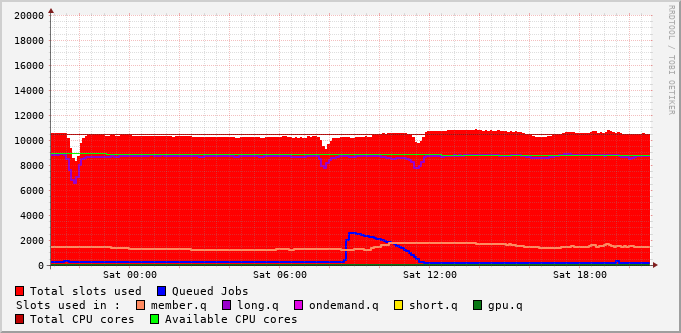 RRDTOOL / TOBI OETIKER
20000
18000
16000
14000
12000
10000
8000
6000
4000
2000
0
Sat 00:00 Sat 06:00 Sat 12:00 Sat 18:00
Total slots used Queued Jobs
Slots used in : member.q long.q ondemand.q short.q gpu.q
Total CPU cores Available CPU cores